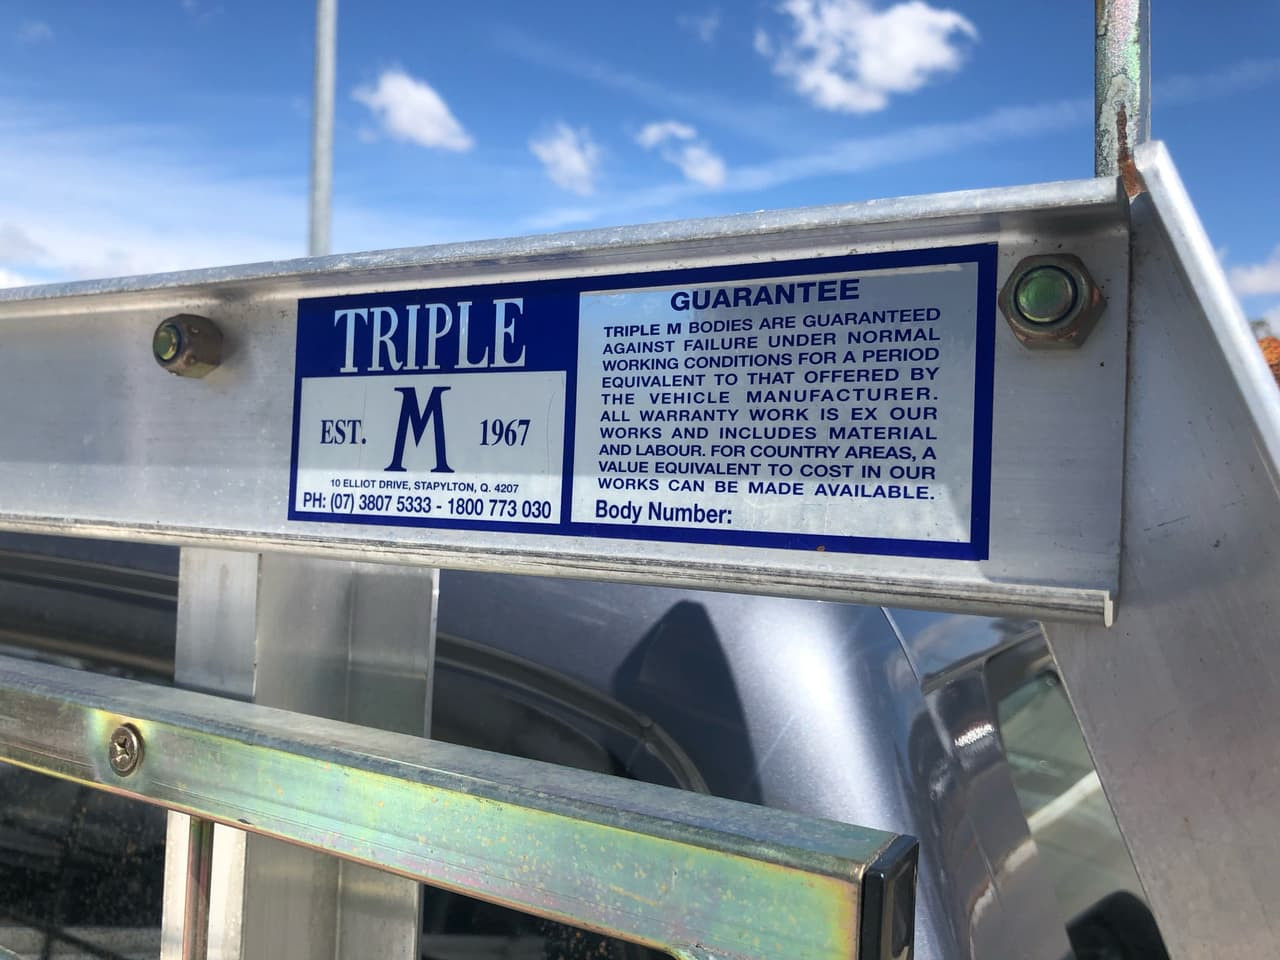 TRIPLE
EST. M 1967
10 ELLIOT DRIVE, STAPYLTON, Q. 4207
PH: (07) 3807 5333 - 1800 773 030
GUARANTEE
TRIPLE M BODIES ARE GUARANTEED
AGAINST FAILURE UNDER NORMAL
WORKING CONDITIONS FOR A PERIOD
EQUIVALENT TO THAT OFFERED BY
THE VEHICLE MANUFACTURER.
ALL WARRANTY WORK IS EX OUR
WORKS AND INCLUDES MATERIAL
AND LABOUR. FOR COUNTRY AREAS, A
VALUE EQUIVALENT TO COST IN OUR
WORKS CAN BE MADE AVAILABLE.
Body Number: